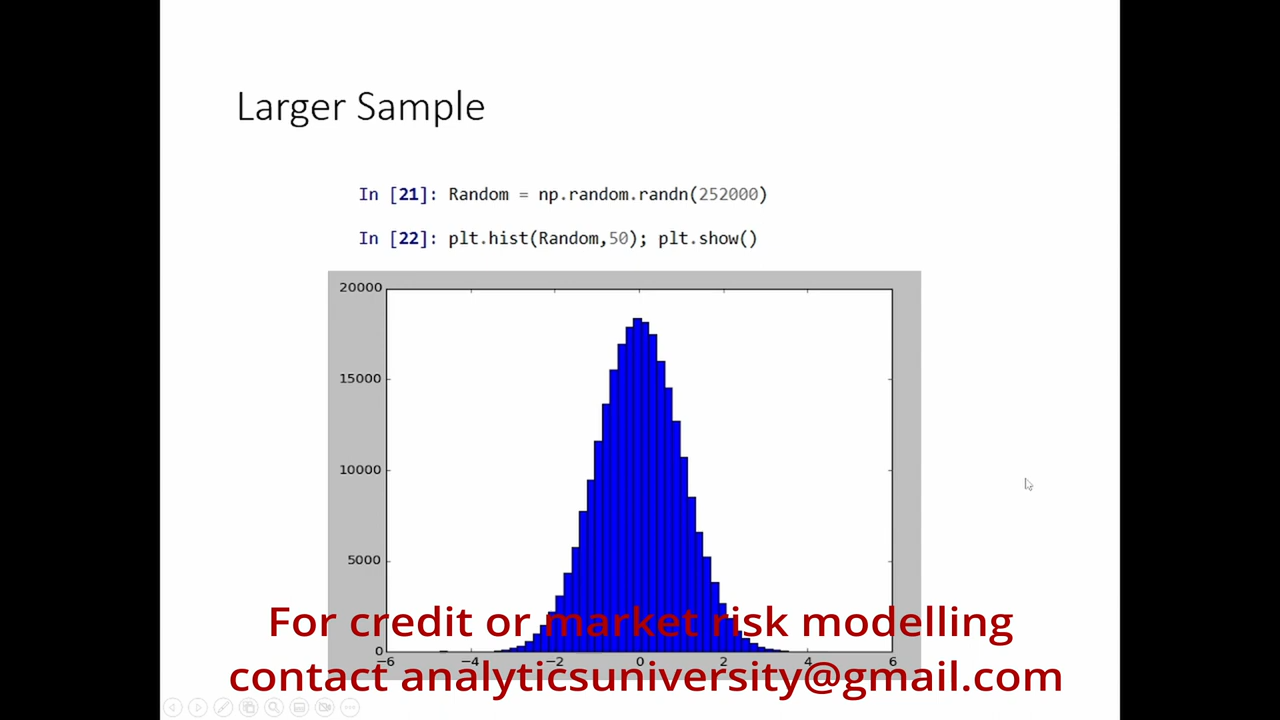 Larger Sample
In [21]: Random = np.random.randn(252000)
In [22]: plt.hist(Random,50); plt.show()
20000
15000
10000
5000
0
−6 −4 −2 0 2 4 6
For credit or market risk modelling
contact analyticsuniversity@gmail.com